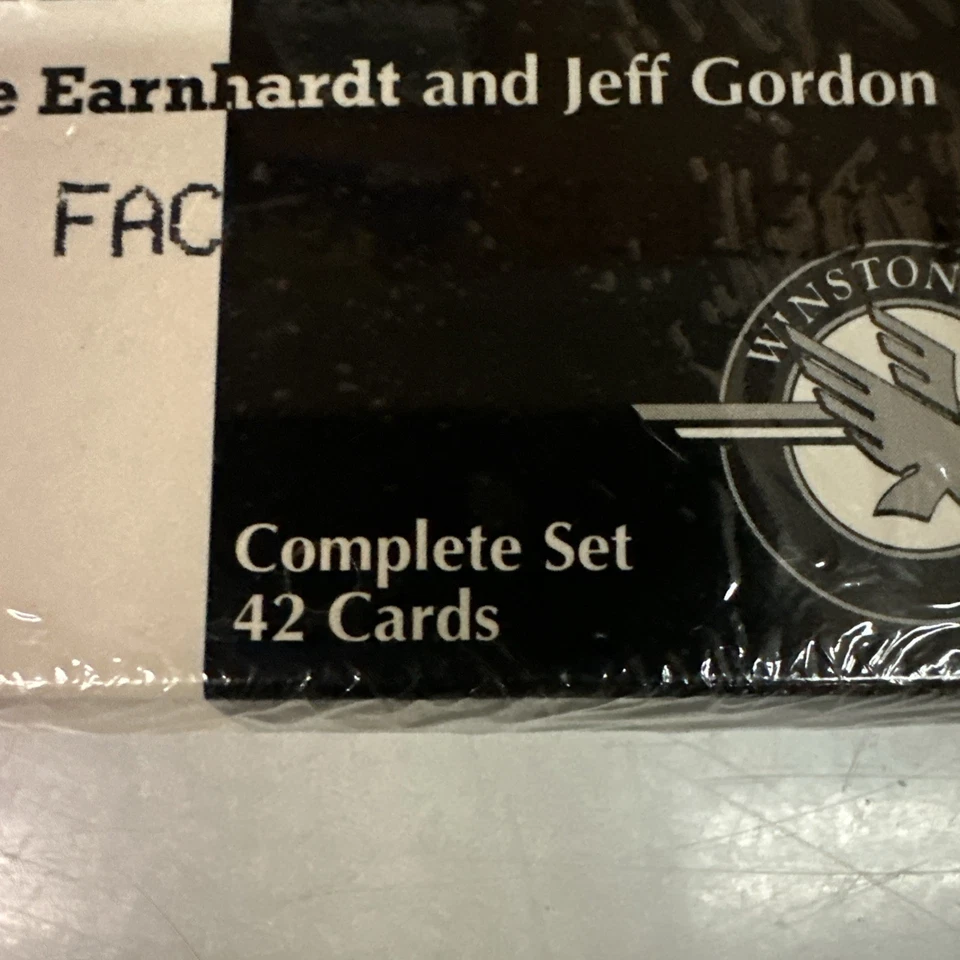 e Earnhardt and Jeff Gordon
FAC
WINSTON
Complete Set
42 Cards